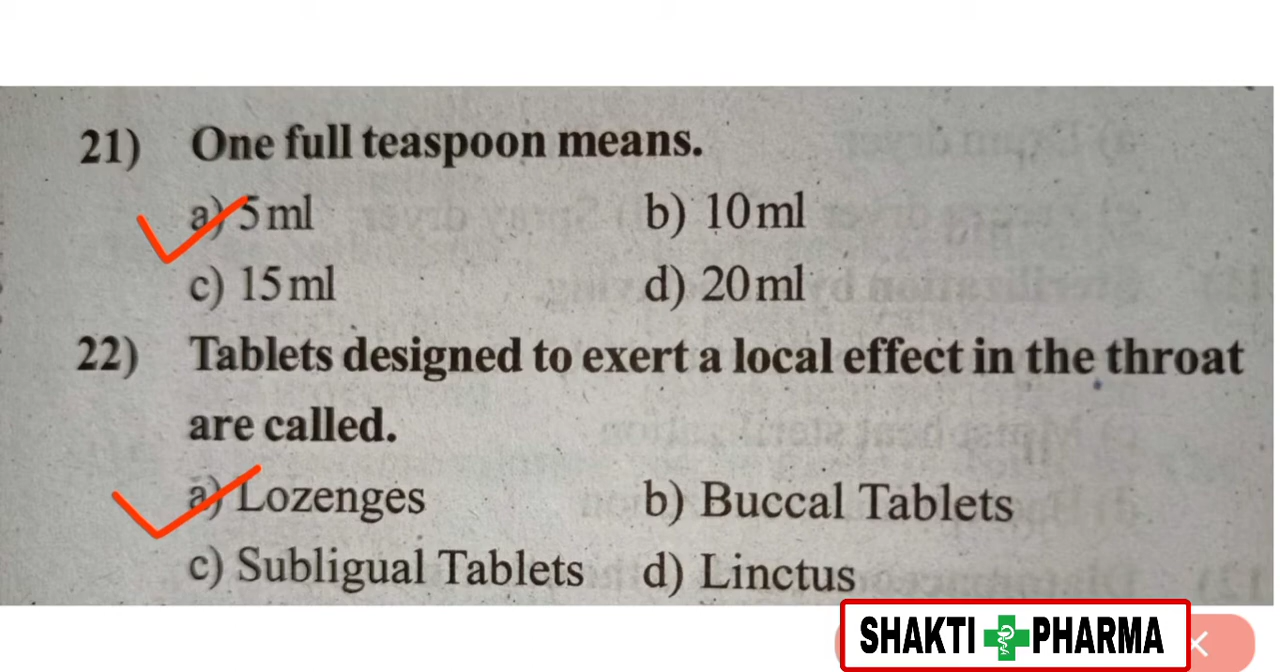 21) One full teaspoon means.
a) 5 ml b) 10 ml
c) 15 ml d) 20 ml
22) Tablets designed to exert a local effect in the throat
are called.
a) Lozenges b) Buccal Tablets
c) Subligual Tablets d) Linctus
SHAKTI PHARMA